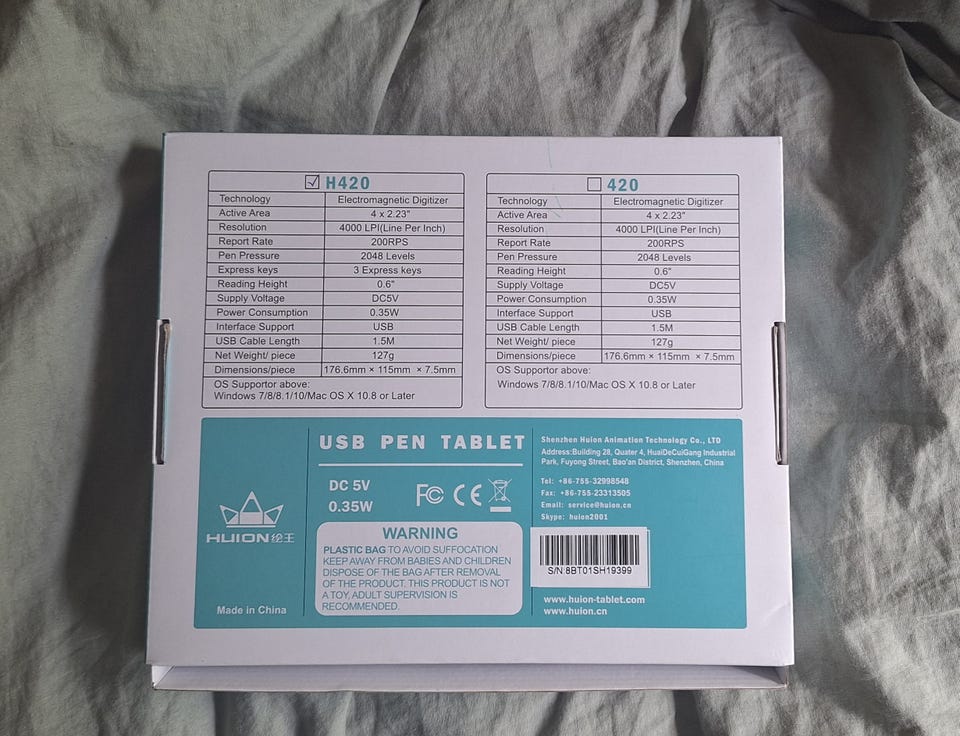 H420
Technology Electromagnetic Digitizer
Active Area 4 x 2.23"
Resolution 4000 LPI(Line Per Inch)
Report Rate 200RPS
Pen Pressure 2048 Levels
Express keys 3 Express keys
Reading Height 0.6"
Supply Voltage DC5V
Power Consumption 0.35W
Interface Support USB
USB Cable Length 1.5M
Net Weight/ piece 127g
Dimensions/piece 176.6mm × 115mm × 7.5mm
OS Supportor above:
Windows 7/8/8.1/10/Mac OS X 10.8 or Later
420
Technology Electromagnetic Digitizer
Active Area 4 x 2.23"
Resolution 4000 LPI(Line Per Inch)
Report Rate 200RPS
Pen Pressure 2048 Levels
Reading Height 0.6"
Supply Voltage DC5V
Power Consumption 0.35W
Interface Support USB
USB Cable Length 1.5M
Net Weight/ piece 127g
Dimensions/piece 176.6mm × 115mm × 7.5mm
OS Supportor above:
Windows 7/8/8.1/10/Mac OS X 10.8 or Later
HUION 绘王
Made in China
USB PEN TABLET
DC 5V
0.35W
FC CE
WARNING
PLASTIC BAG TO AVOID SUFFOCATION
KEEP AWAY FROM BABIES AND CHILDREN
DISPOSE OF THE BAG AFTER REMOVAL
OF THE PRODUCT. THIS PRODUCT IS NOT
A TOY, ADULT SUPERVISION IS
RECOMMENDED.
Shenzhen Huion Animation Technology Co., LTD
Address:Building 28, Quater 4, HuaiDeCuiGang Industrial
Park, Fuyong Street, Bao'an District, Shenzhen, China
Tel: +86-755-32998548
Fax: +86-755-23313505
Email: service@huion.cn
Skype: huion2001
S/N:8BT01SH19399
www.huion-tablet.com
www.huion.cn